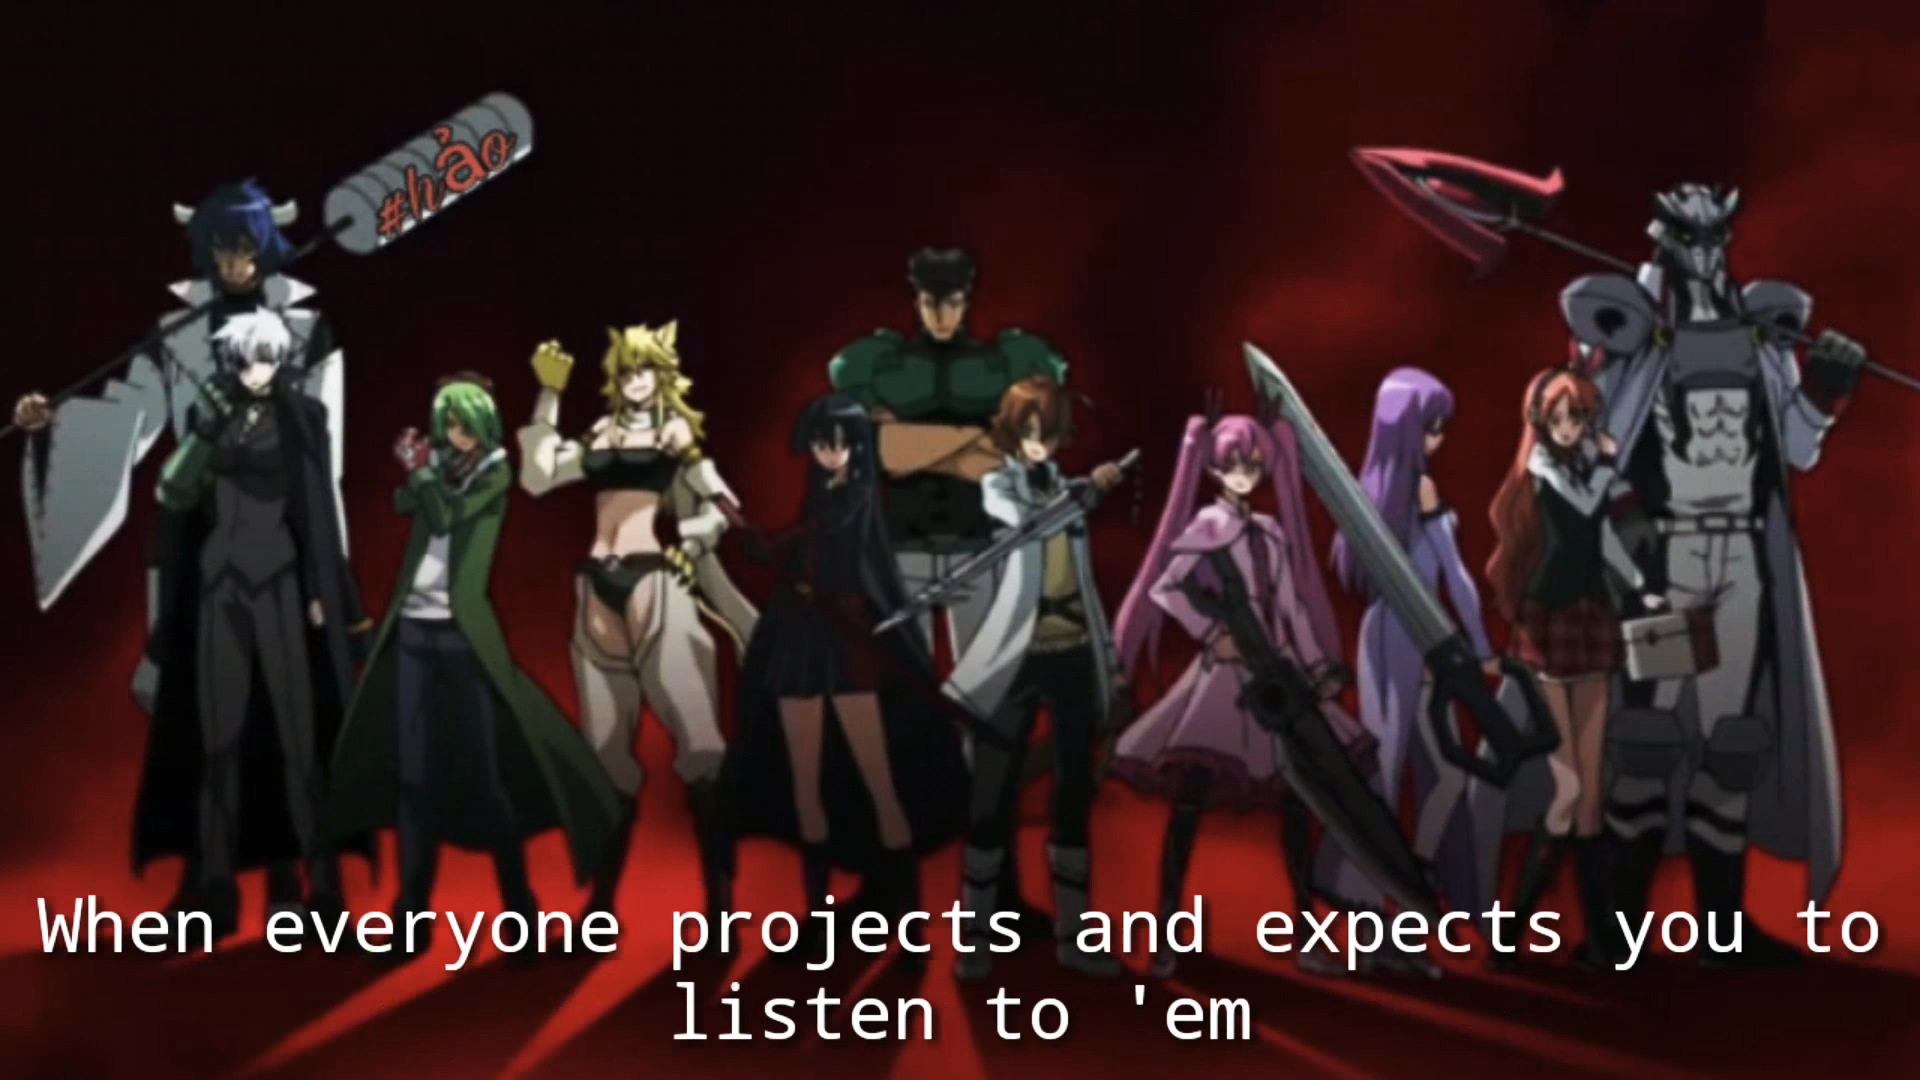 #hảo
When everyone projects and expects you to
listen to 'em